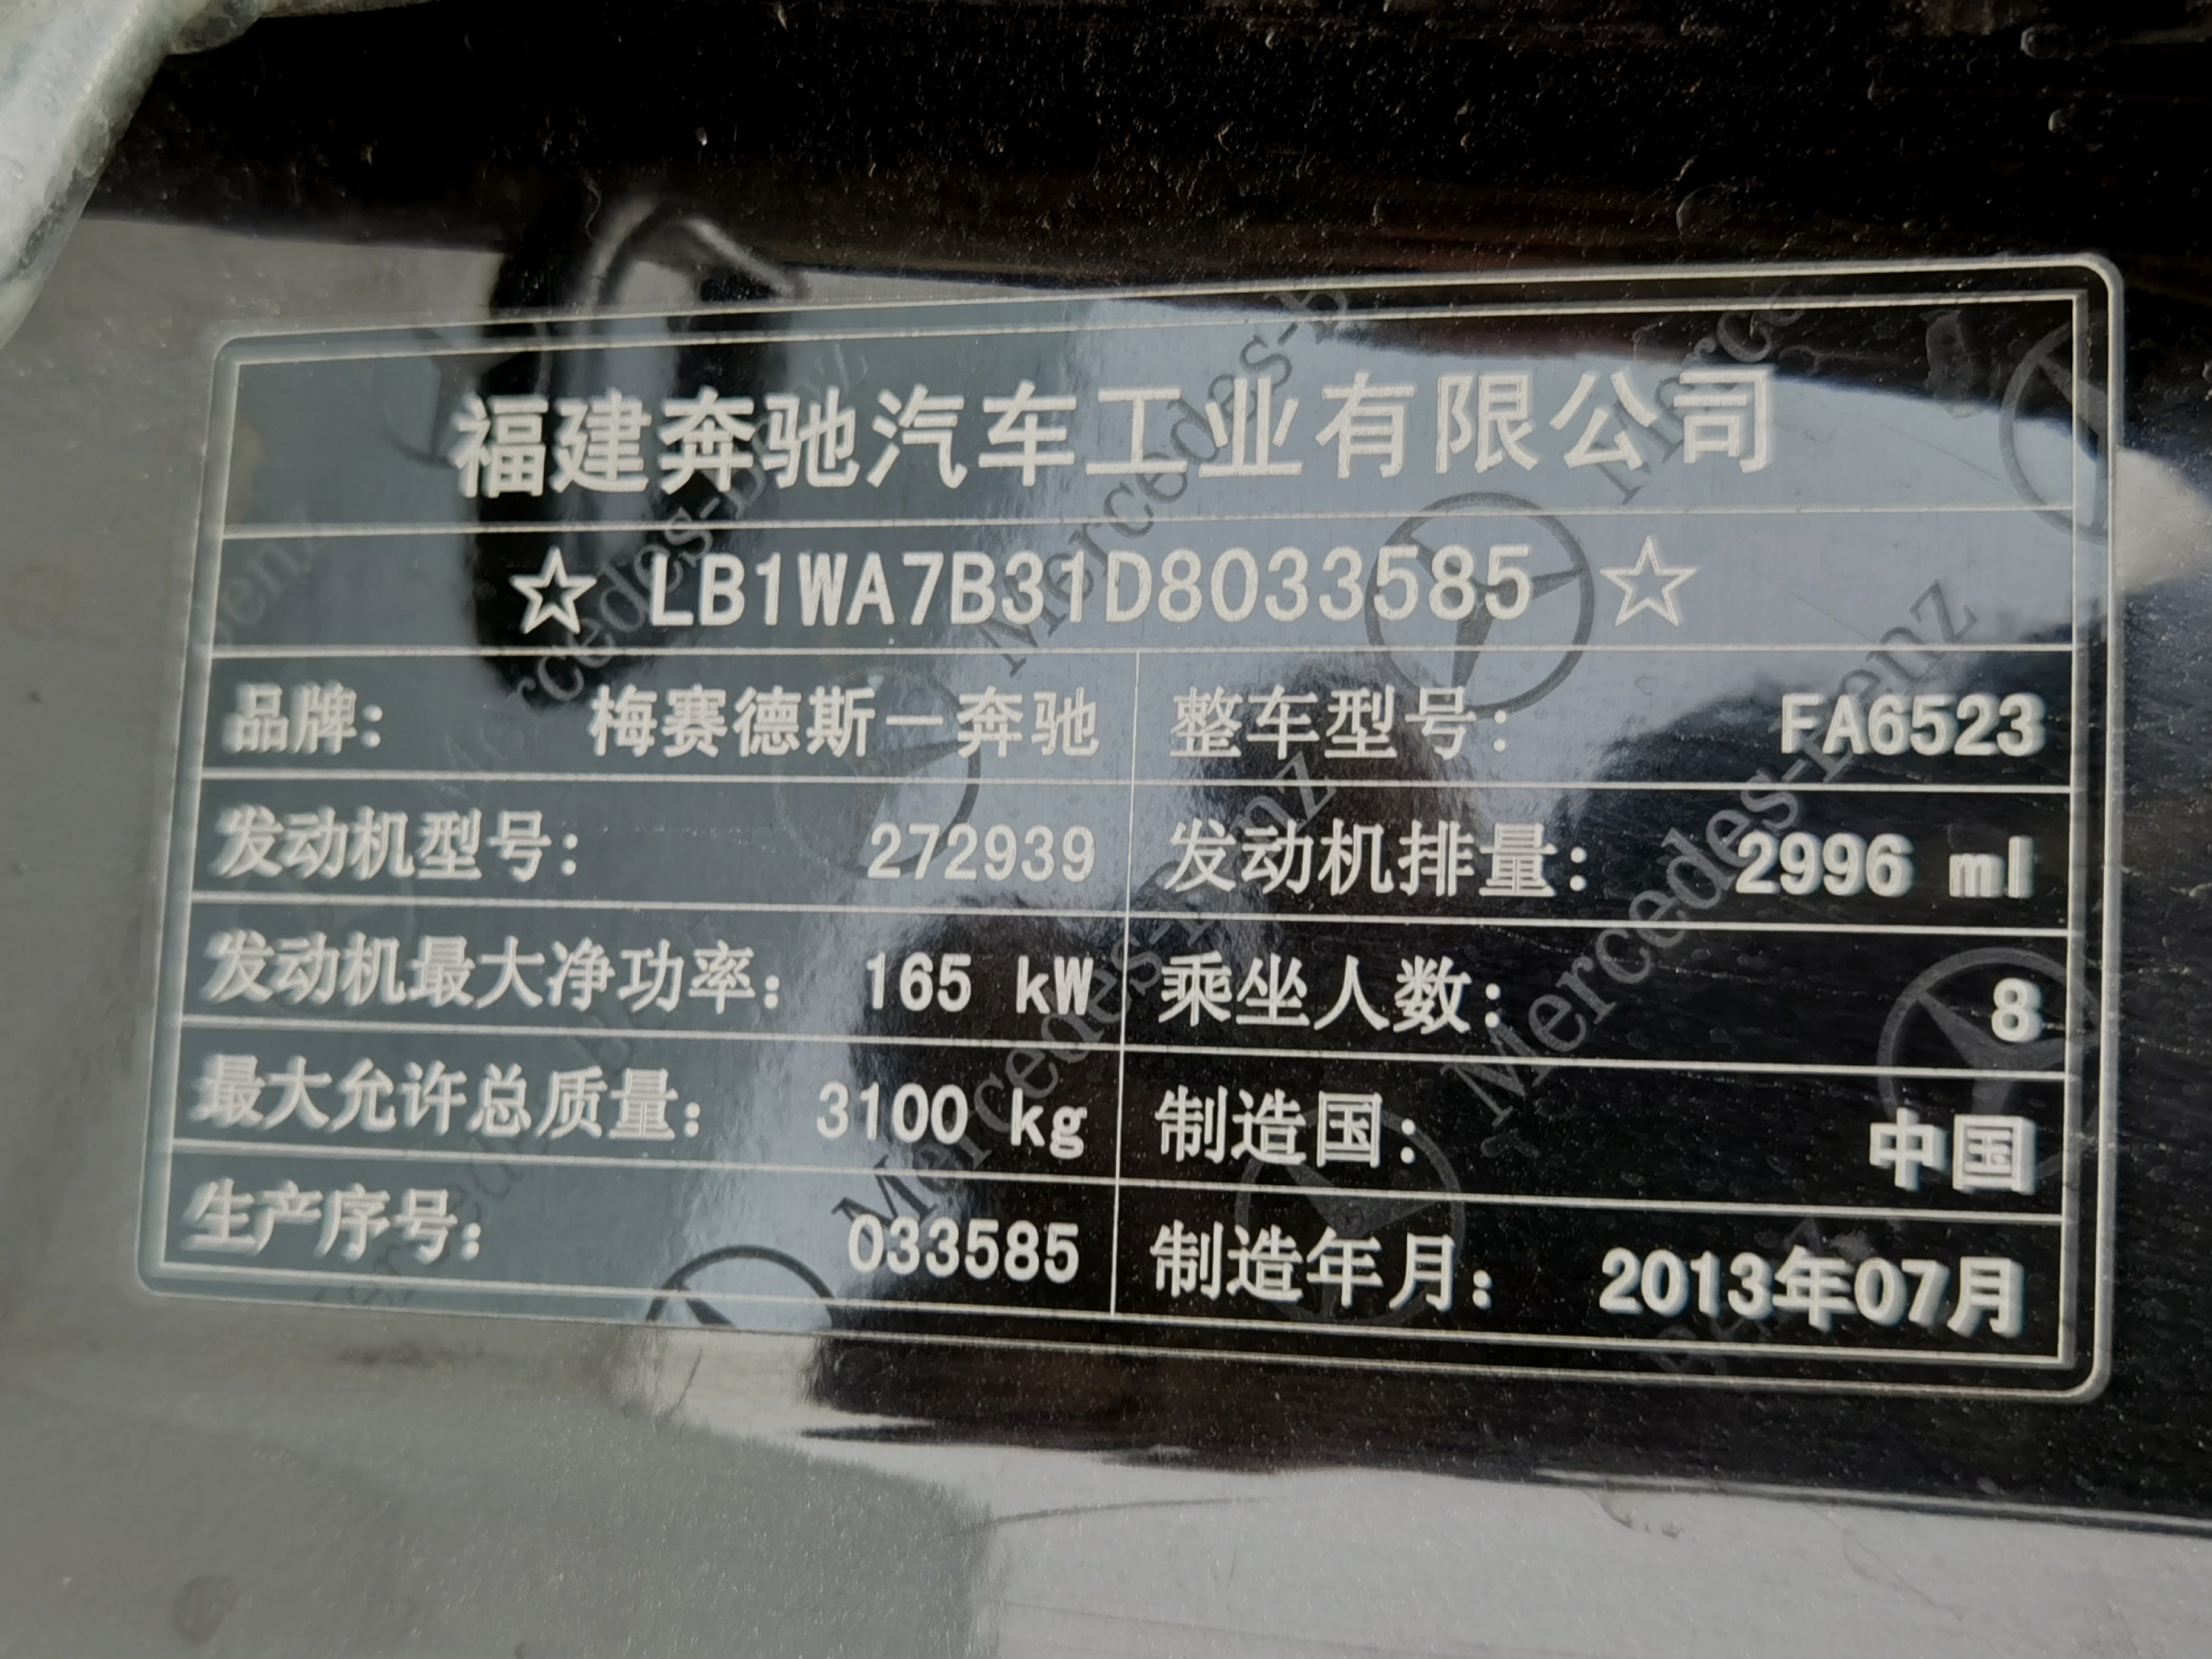 福建奔驰汽车工业有限公司
☆ LB1WA7B31D8033585 ☆
品牌: 梅赛德斯－奔驰 整车型号: FA6523
发动机型号: 272939 发动机排量: 2996 ml
发动机最大净功率: 165 kW 乘坐人数: 8
最大允许总质量: 3100 kg 制造国: 中国
生产序号: 033585 制造年月: 2013年07月